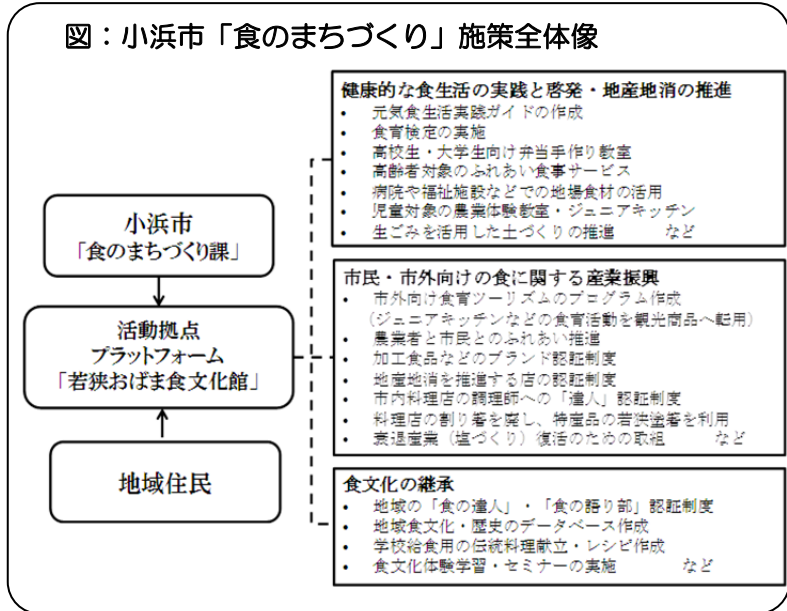 図：小浜市「食のまちづくり」施策全体像
小浜市
「食のまちづくり課」
活動拠点
プラットフォーム
「若狭おばま食文化館」
地域住民
健康的な食生活の実践と啓発・地産地消の推進
• 元気食生活実践ガイドの作成
• 食育検定の実施
• 高校生・大学生向け弁当手作り教室
• 高齢者対象のふれあい食事サービス
• 病院や福祉施設などでの地場食材の活用
• 児童対象の農業体験教室・ジュニアキッチン
• 生ごみを活用した土づくりの推進 など
市民・市外向けの食に関する産業振興
• 市外向け食育ツーリズムのプログラム作成
（ジュニアキッチンなどの食育活動を観光商品へ転用）
• 農業者と市民とのふれあい推進
• 加工食品などのブランド認証制度
• 地産地消を推進する店の認証制度
• 市内料理店の調理師への「達人」認証制度
• 料理店の割り箸を廃し、特産品の若狭塗箸を利用
• 衰退産業（塩づくり）復活のための取組 など
食文化の継承
• 地域の「食の達人」・「食の語り部」認証制度
• 地域食文化・歴史のデータベース作成
• 学校給食用の伝統料理献立・レシピ作成
• 食文化体験学習・セミナーの実施 など